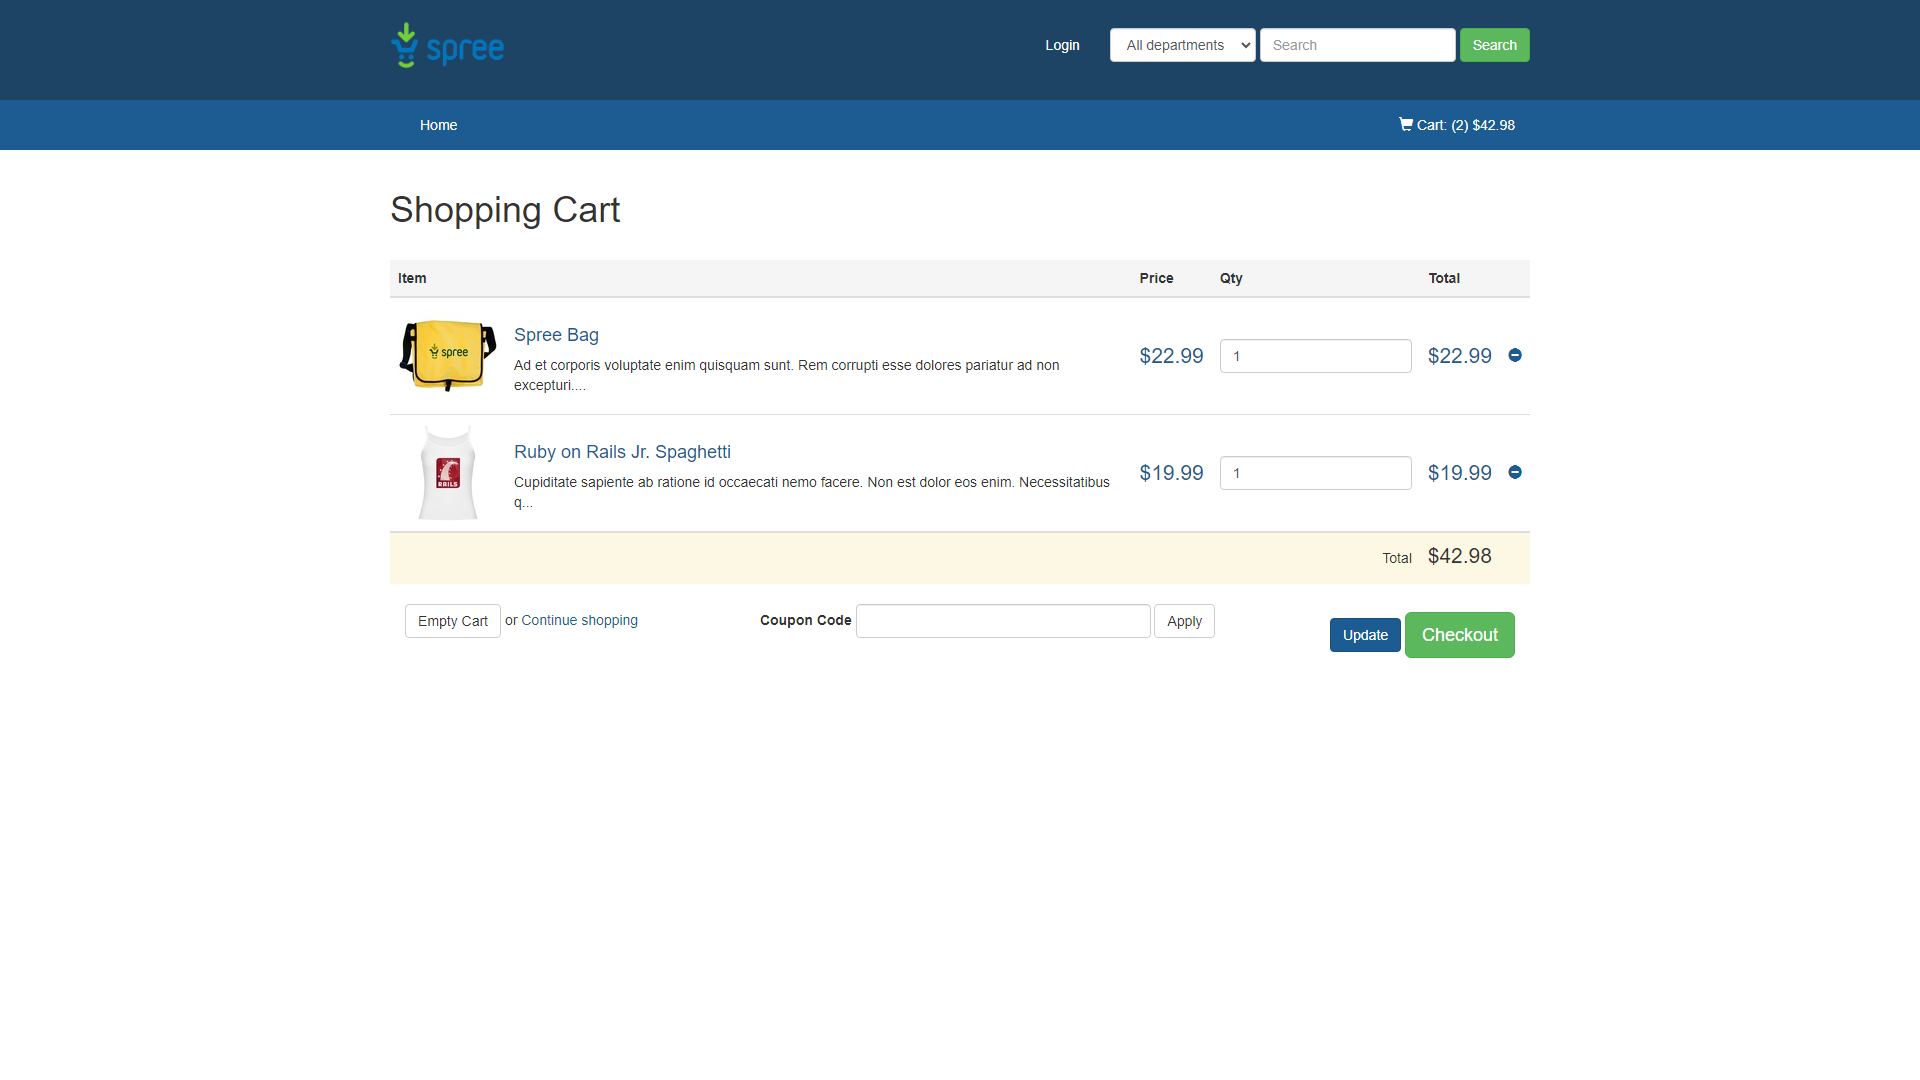 spree
Login
All departments
Search
Search
Home
Cart: (2) $42.98
Shopping Cart
Item Price Qty Total
spree
Spree Bag
Ad et corporis voluptate enim quisquam sunt. Rem corrupti esse dolores pariatur ad non
excepturi....
$22.99 1 $22.99
RAILS
Ruby on Rails Jr. Spaghetti
Cupiditate sapiente ab ratione id occaecati nemo facere. Non est dolor eos enim. Necessitatibus
q...
$19.99 1 $19.99
Total $42.98
Empty Cart or Continue shopping
Coupon Code
Apply
Update
Checkout